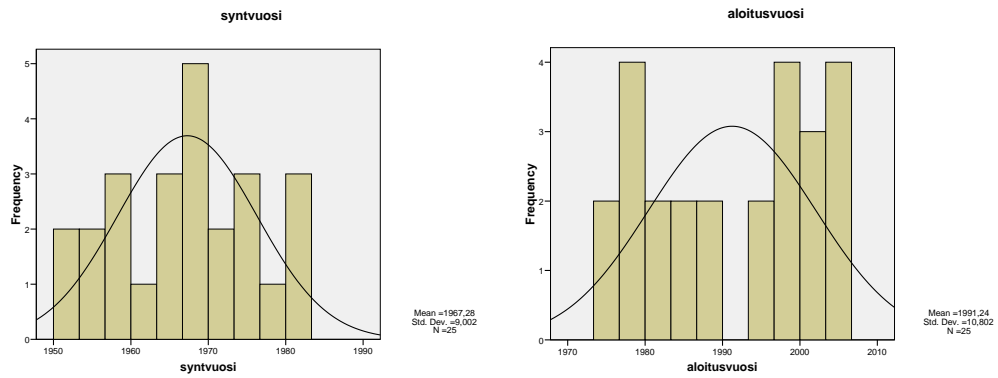 syntvuosi
Frequency
5
4
3
2
1
0
1950 1960 1970 1980 1990
syntvuosi
Mean =1967,28
Std. Dev. =9,002
N =25
aloitusvuosi
Frequency
4
3
2
1
0
1970 1980 1990 2000 2010
aloitusvuosi
Mean =1991,24
Std. Dev. =10,802
N =25